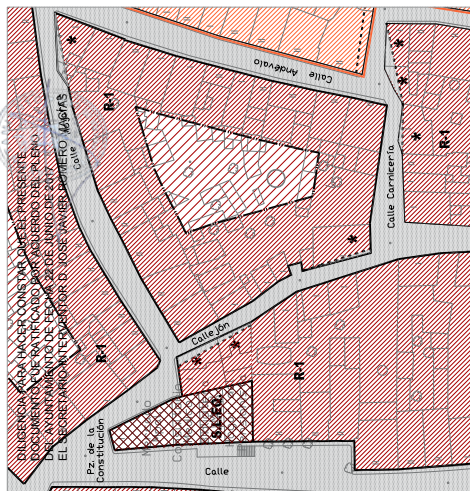 DILIGENCIA PARA HACER CONSTAR QUE EL PRESENTE
DOCUMENTO FUE RATIFICADO POR ACUERDO DEL PLENO
DEL AYUNTAMIENTO DE FECHA 22 DE JUNIO DE 2017
EL SECRETARIO-INTERVENTOR D. JOSÉ JAVIER ROMERO MACÍAS
Calle
R-1
Calle Andévalo
R-1
Calle Carnicería
Callejón
R-1
R-1
S.L.EQ.
Pz. de la
Constitución
Calle